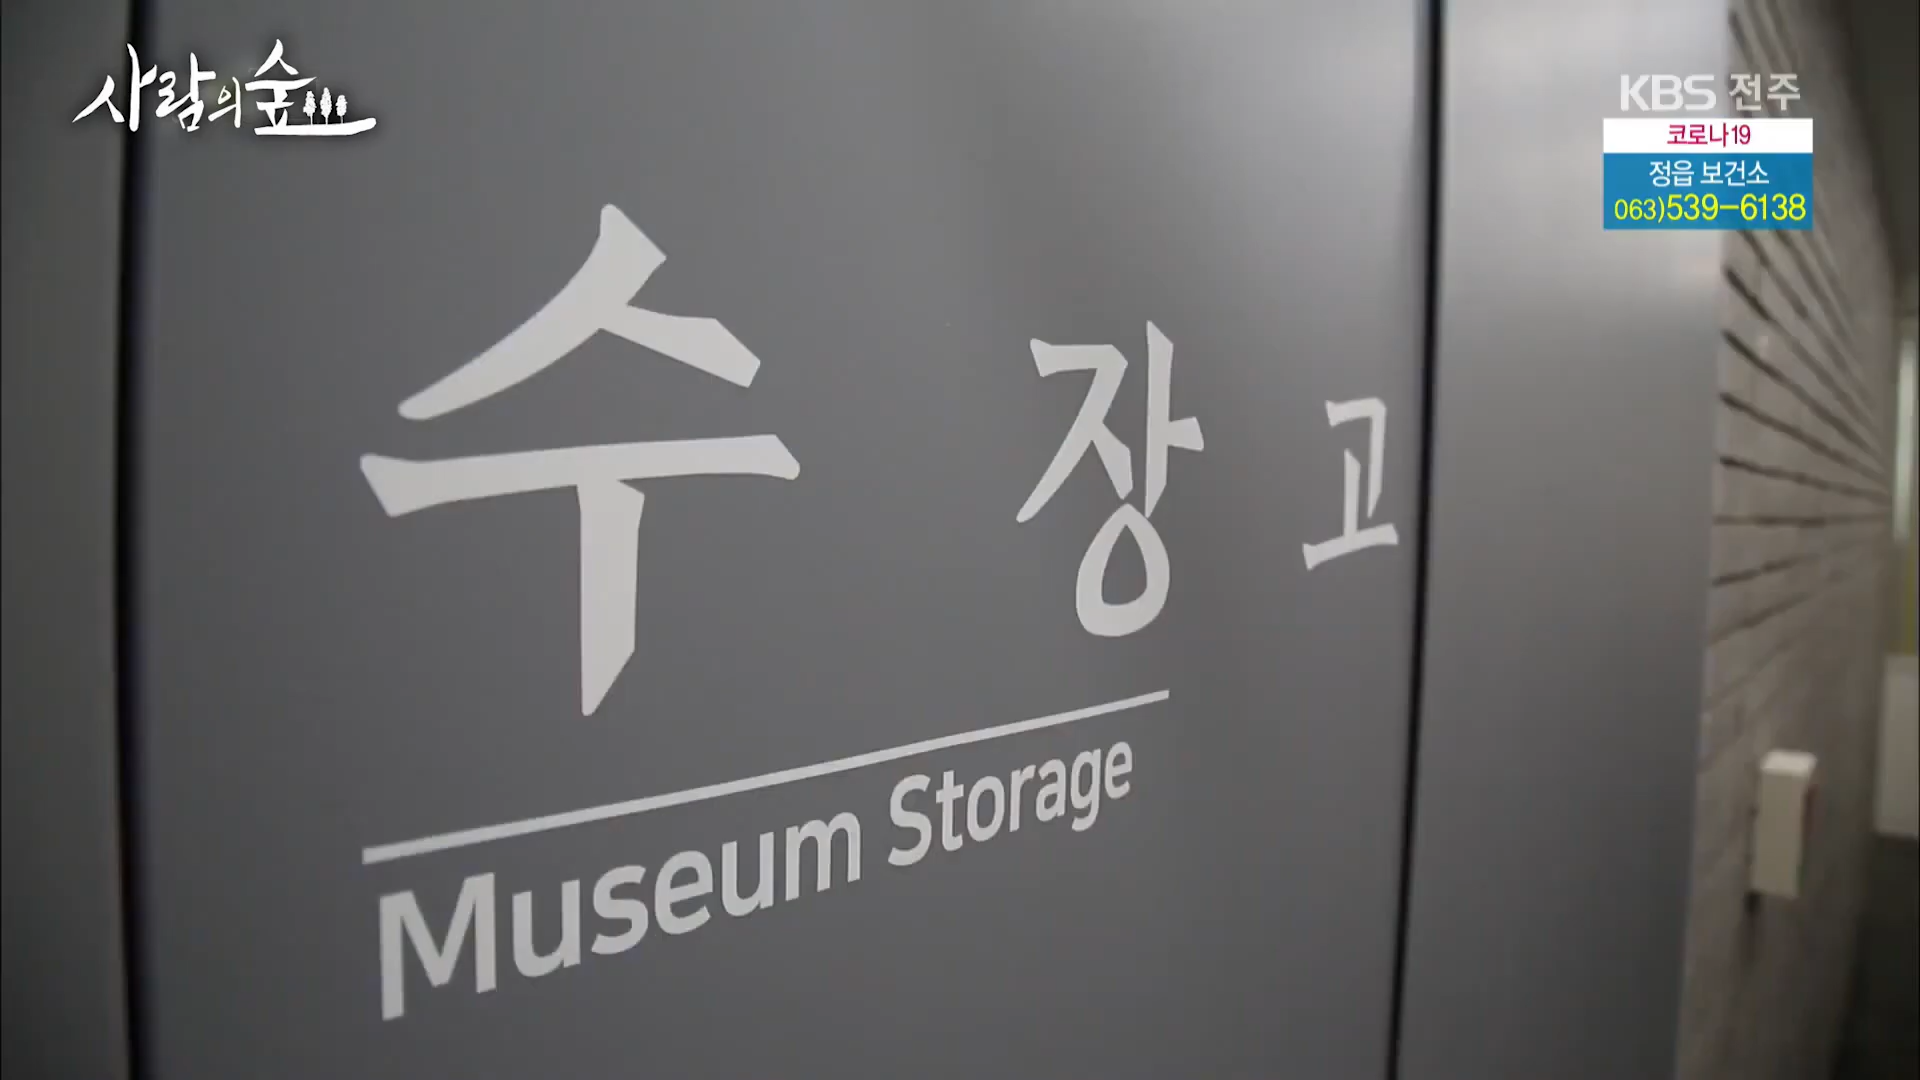 사람의 숲
KBS 전주
코로나19
정읍 보건소
063)539-6138
수장고
Museum Storage